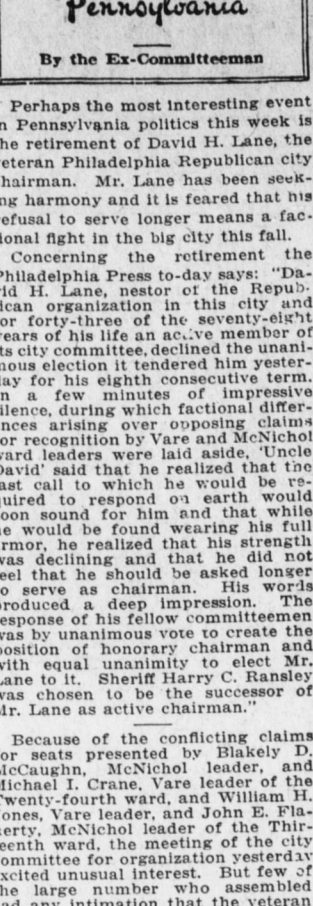 Pennsylvania
By the Ex-Committeeman
Perhaps the most interesting event
n Pennsylvania politics this week is
he retirement of David H. Lane, the
eteran Philadelphia Republican city
hairman. Mr. Lane has been seek-
ng harmony and it is feared that his
efusal to serve longer means a fac-
ional fight in the big city this fall.
Concerning the retirement the
Philadelphia Press to-day says: "Da-
vid H. Lane, nestor of the Repub-
ican organization in this city and
or forty-three of the seventy-eight
ears of his life an active member of
ts city committee, declined the unani-
nous election it tendered him yester-
day for his eighth consecutive term.
n a few minutes of impressive
ilence, during which factional differ-
nces arising over opposing claims
or recognition by Vare and McNichol
ward leaders were laid aside, 'Uncle
David' said that he realized that the
ast call to which he would be re-
quired to respond on earth would
oon sound for him and that while
e would be found wearing his full
rmor, he realized that his strength
was declining and that he did not
eel that he should be asked longer
o serve as chairman. His words
produced a deep impression. The
esponse of his fellow committeemen
was by unanimous vote to create the
position of honorary chairman and
with equal unanimity to elect Mr.
Lane to it. Sheriff Harry C. Ransley
was chosen to be the successor of
Mr. Lane as active chairman."
Because of the conflicting claims
or seats presented by Blakely D.
McCaughn, McNichol leader, and
Michael I. Crane, Vare leader of the
Twenty-fourth ward, and William H.
Jones, Vare leader, and John E. Fla-
erty, McNichol leader of the Thir-
eenth ward, the meeting of the city
ommittee for organization yesterday
xcited unusual interest. But few of
he large number who assembled
ad any intimation that the veteran